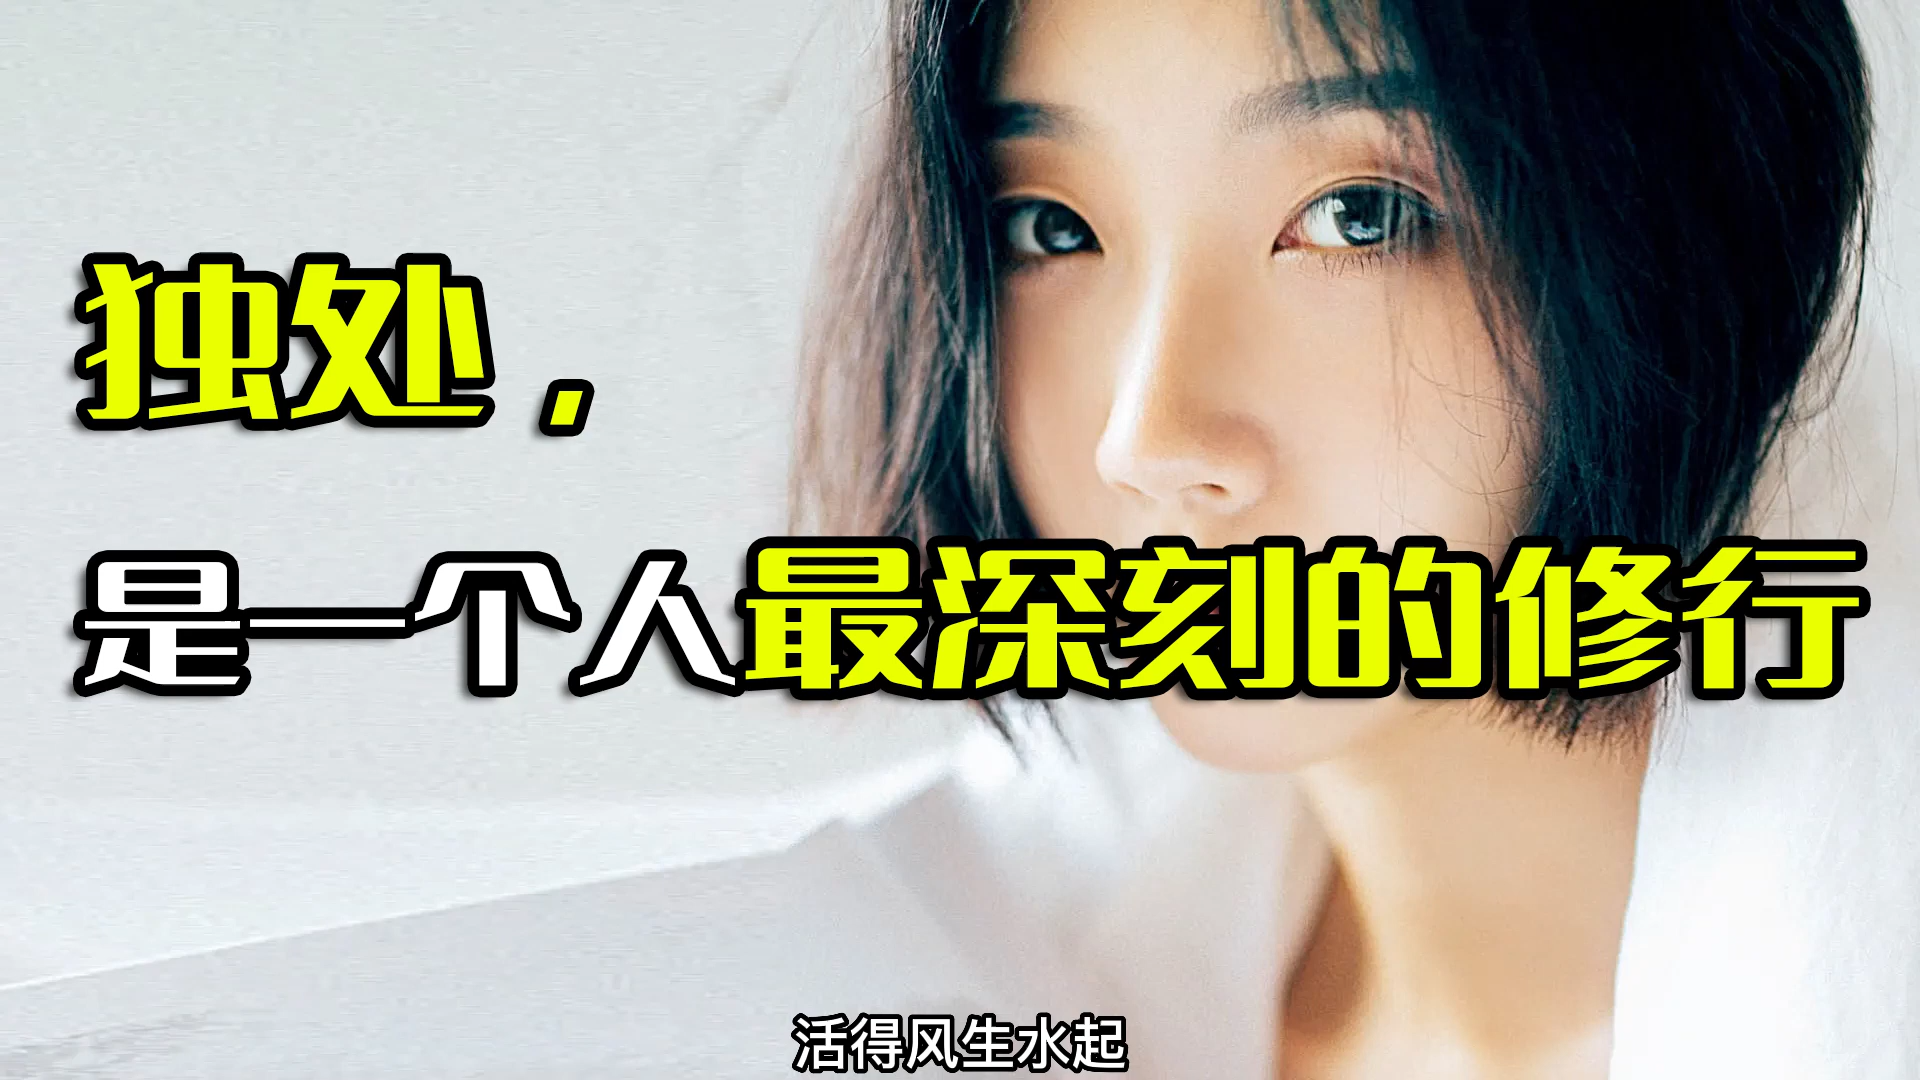 独处，
是一个人最深刻的修行
活得风生水起